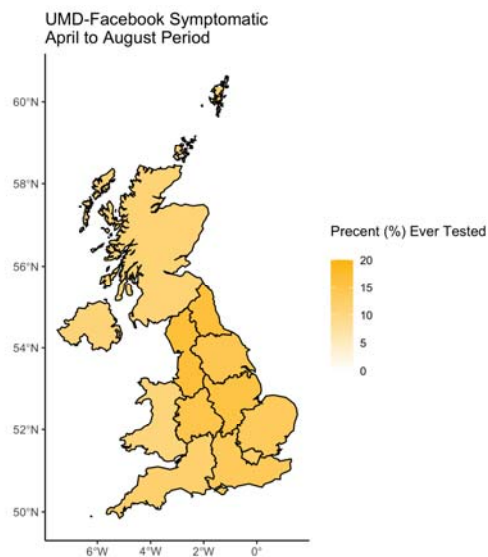 UMD-Facebook Symptomatic
April to August Period
60°N
58°N
56°N
54°N
52°N
50°N
6°W
4°W
2°W
0°
Precent (%) Ever Tested
20
15
10
5
0